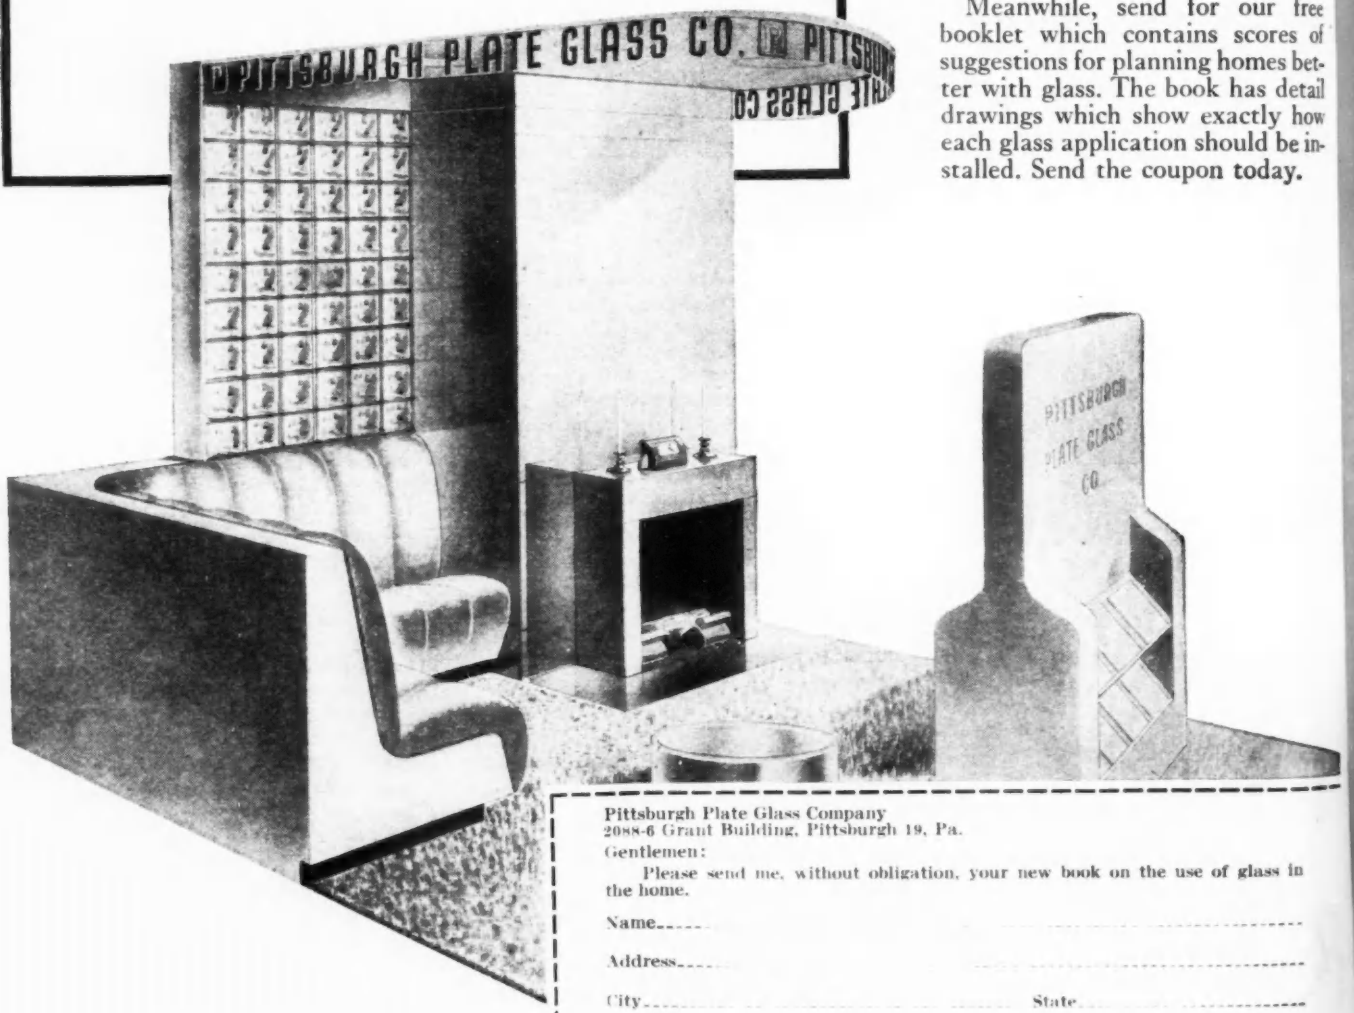 Meanwhile, send for our free
booklet which contains scores of
suggestions for planning homes bet-
ter with glass. The book has detail
drawings which show exactly how
each glass application should be in-
stalled. Send the coupon today.
PITTSBURGH PLATE GLASS CO. PITTSBURG
PLATE GLASS CO
PITTSBURGH
PLATE GLASS
CO
Pittsburgh Plate Glass Company
2088-6 Grant Building, Pittsburgh 19, Pa.
Gentlemen:
Please send me, without obligation, your new book on the use of glass in
the home.
Name
Address
City State